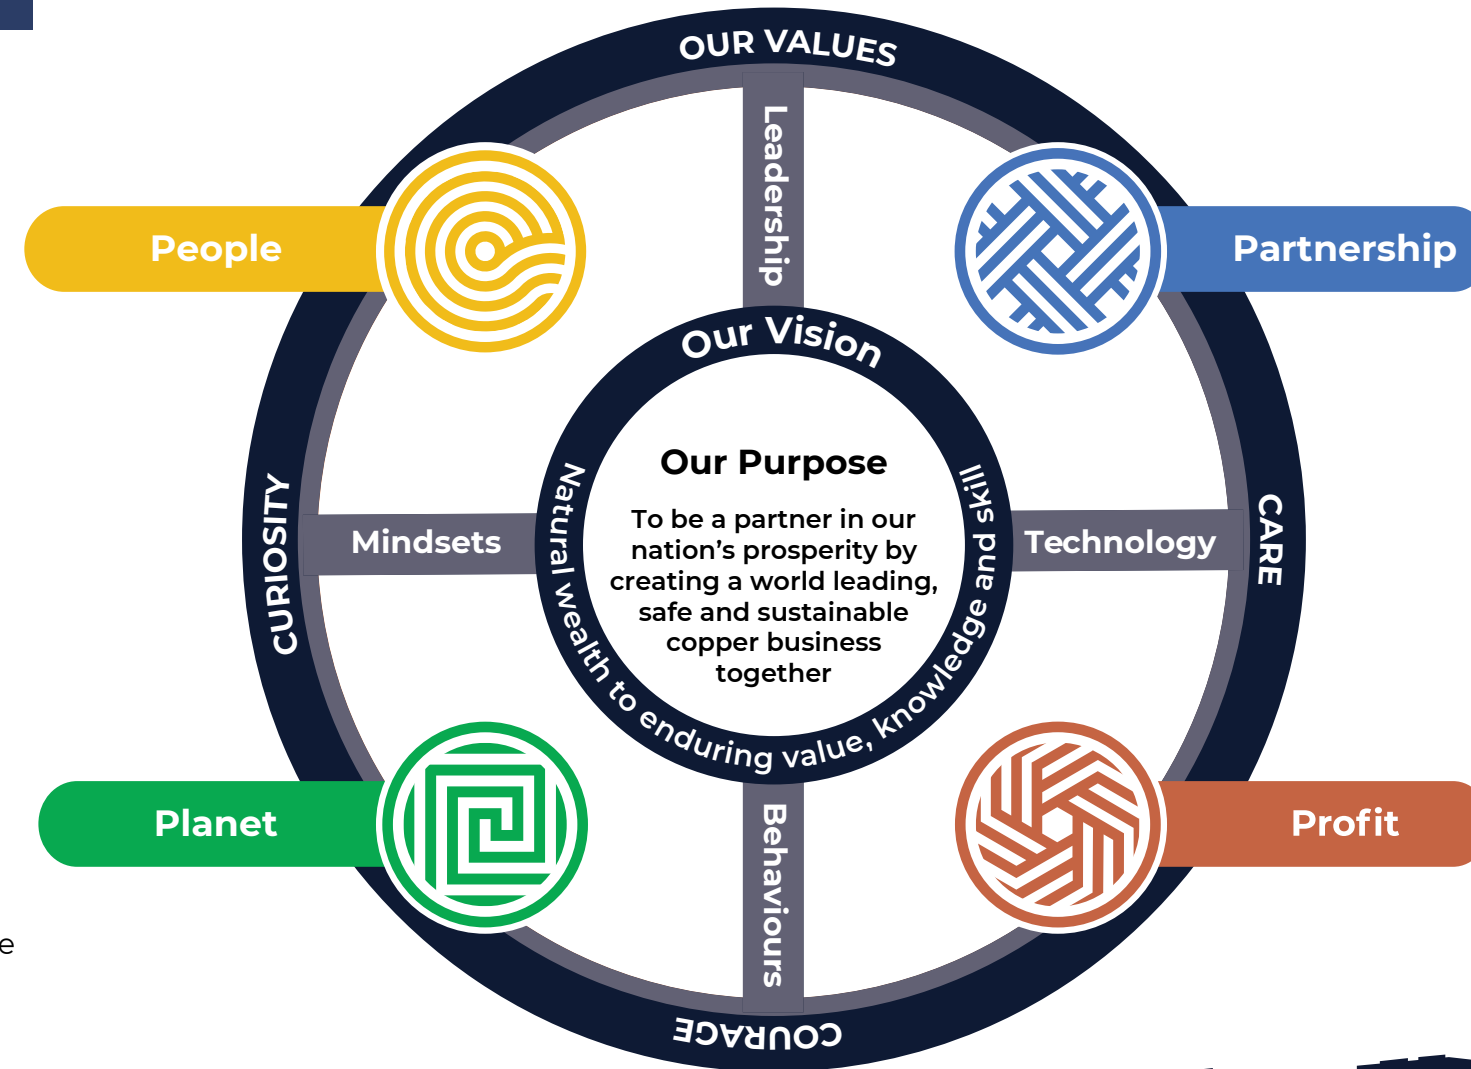 OUR VALUES
Leadership
People
Partnership
Our Vision
Our Purpose
To be a partner in our
nation’s prosperity by
creating a world leading,
safe and sustainable
copper business
together
Natural wealth to enduring value, knowledge and skill
CURIOSITY
Mindsets
Technology
CARE
Planet
Profit
Behaviours
e
COURAGE